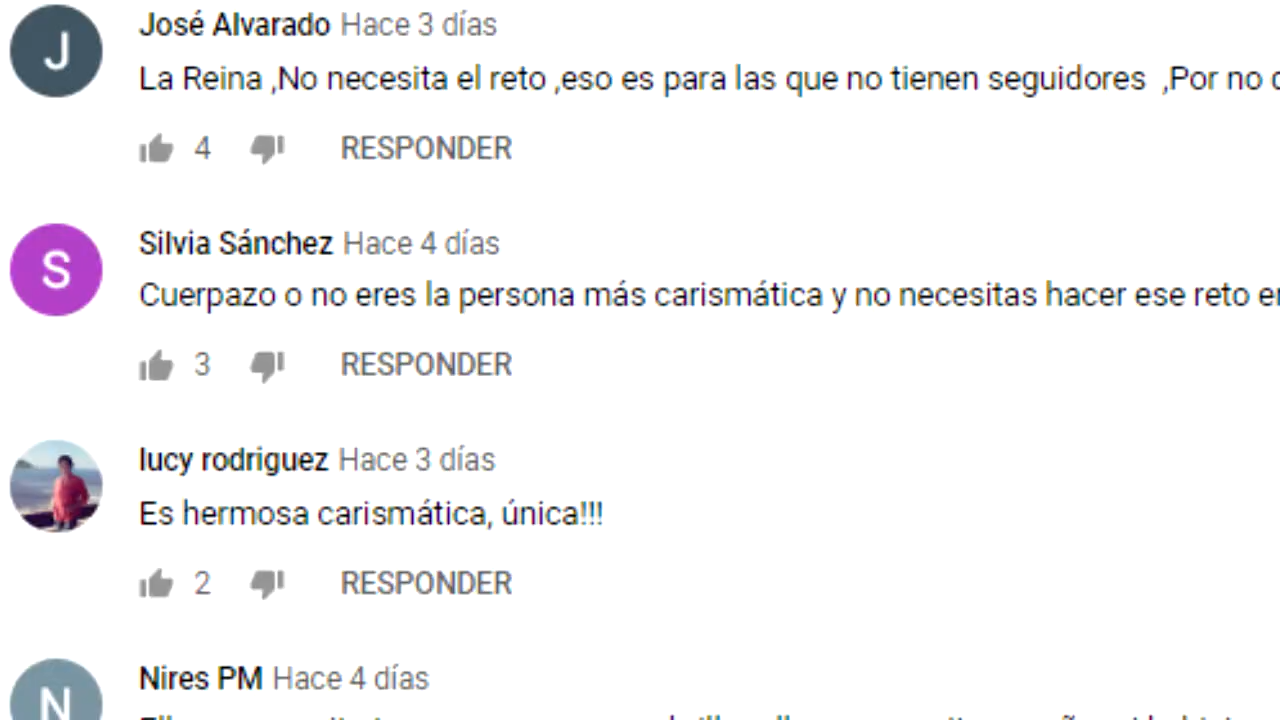 J
José Alvarado Hace 3 días
La Reina ,No necesita el reto ,eso es para las que no tienen seguidores ,Por no
4 RESPONDER
S
Silvia Sánchez Hace 4 días
Cuerpazo o no eres la persona más carismática y no necesitas hacer ese reto
3 RESPONDER
lucy rodriguez Hace 3 días
Es hermosa carismática, única!!!
2 RESPONDER
N
Nires PM Hace 4 días